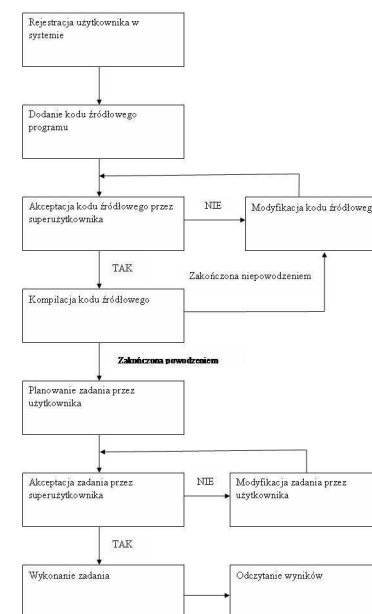 Rejestracja użytkownika w
systemie
Dodanie kodu źródłowego
programu
Akceptacja kodu źródłowego przez
superużytkownika
NIE
Modyfikacja kodu źródłoweg
TAK
Zakończona niepowodzeniem
Kompilacja kodu źródłowego
Zakończona powodzeniem
Planowanie zadania przez
użytkownika
Akceptacja zadania przez
superużytkownika
NIE
Modyfikacja zadania przez
użytkownika
TAK
Wykonanie zadania
Odczytanie wyników